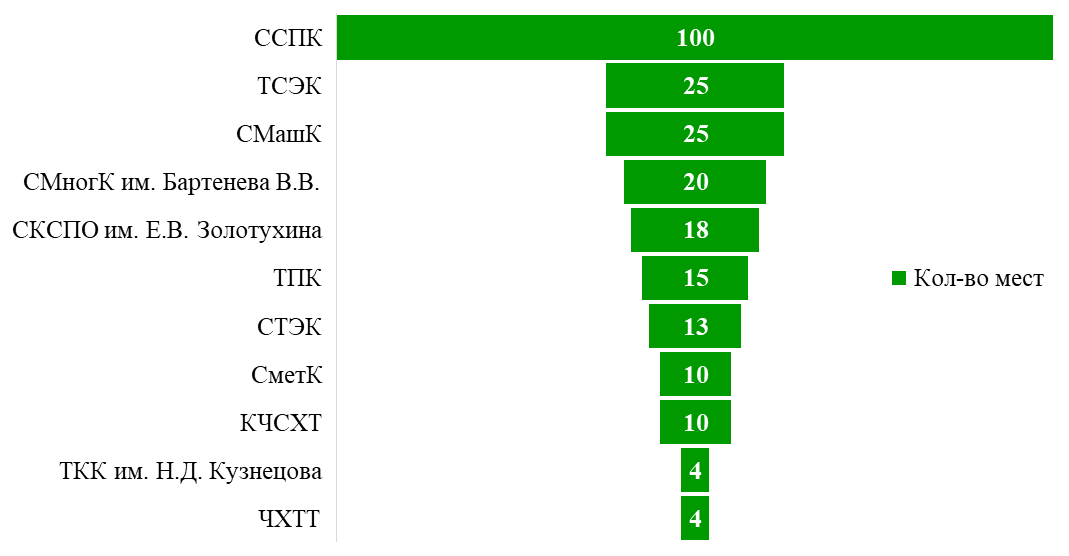 ССПК 100
ТСЭК 25
СМашК 25
СМногК им. Бартенева В.В. 20
СКСПО им. Е.В. Золотухина 18
ТПК 15
Кол-во мест
СТЭК 13
СметК 10
КЧСХТ 10
ТКК им. Н.Д. Кузнецова 4
ЧХТТ 4